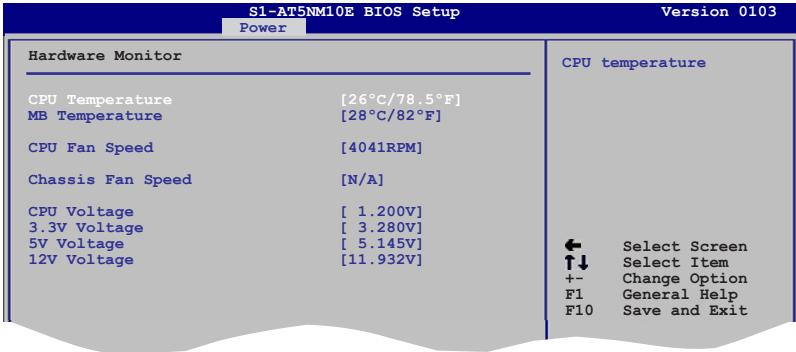 S1-AT5NM10E BIOS Setup Version 0103
Power
Hardware Monitor
CPU Temperature [26°C/78.5°F]
MB Temperature [28°C/82°F]
CPU Fan Speed [4041RPM]
Chassis Fan Speed [N/A]
CPU Voltage [ 1.200V]
3.3V Voltage [ 3.280V]
5V Voltage [ 5.145V]
12V Voltage [11.932V]
CPU temperature
← Select Screen
↑↓ Select Item
+- Change Option
F1 General Help
F10 Save and Exit